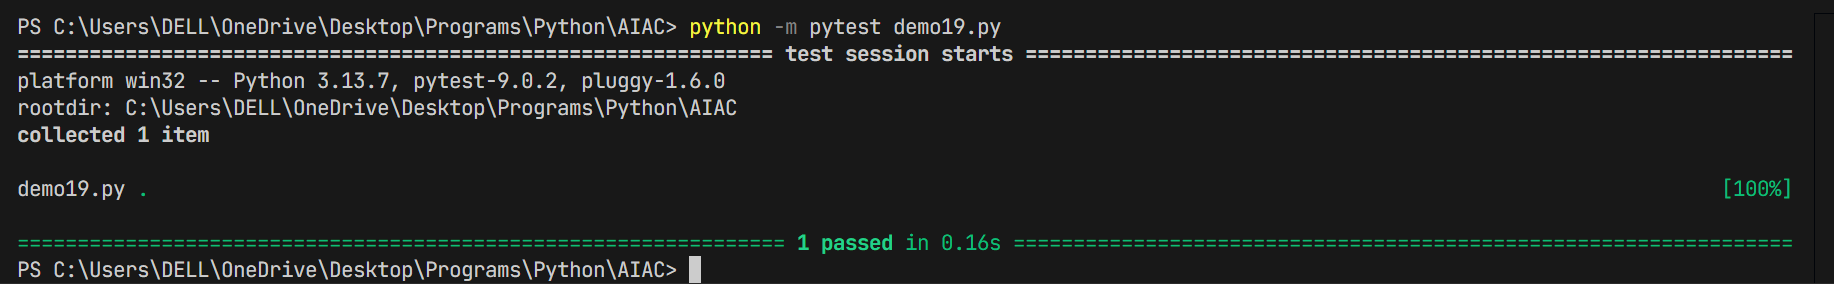 PS C:\Users\DELL\OneDrive\Desktop\Programs\Python\AIAC> python -m pytest demo19.py
=============================================================== test session starts ================================================================
platform win32 -- Python 3.13.7, pytest-9.0.2, pluggy-1.6.0
rootdir: C:\Users\DELL\OneDrive\Desktop\Programs\Python\AIAC
collected 1 item
demo19.py . [100%]
================================================================ 1 passed in 0.16s =================================================================
PS C:\Users\DELL\OneDrive\Desktop\Programs\Python\AIAC>